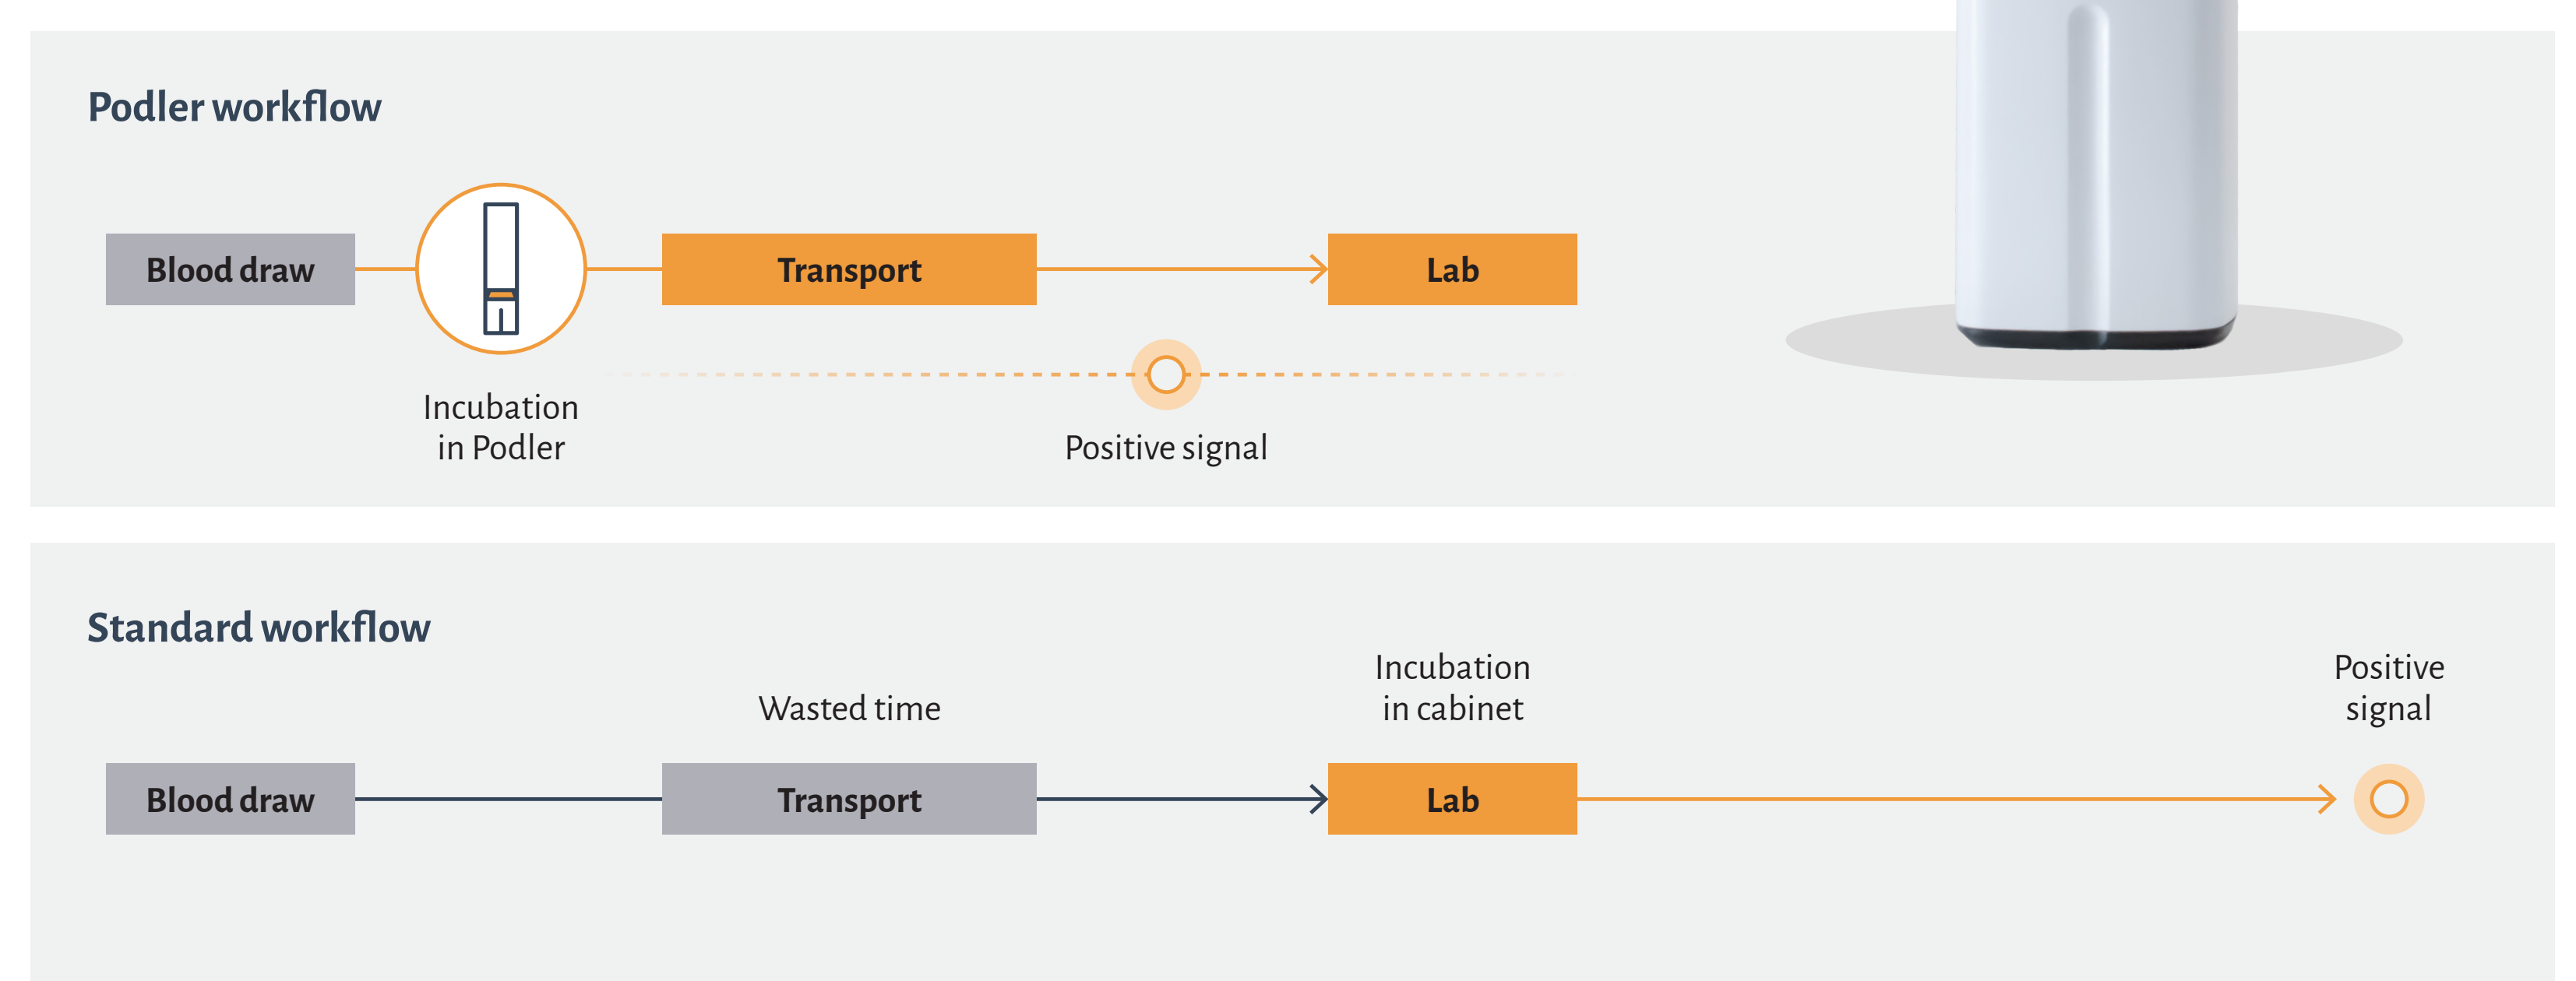 Podler workflow
Blood draw
Transport
Lab
Incubation
in Podler
Positive signal
Standard workflow
Wasted time
Incubation
in cabinet
Positive
signal
Blood draw
Transport
Lab